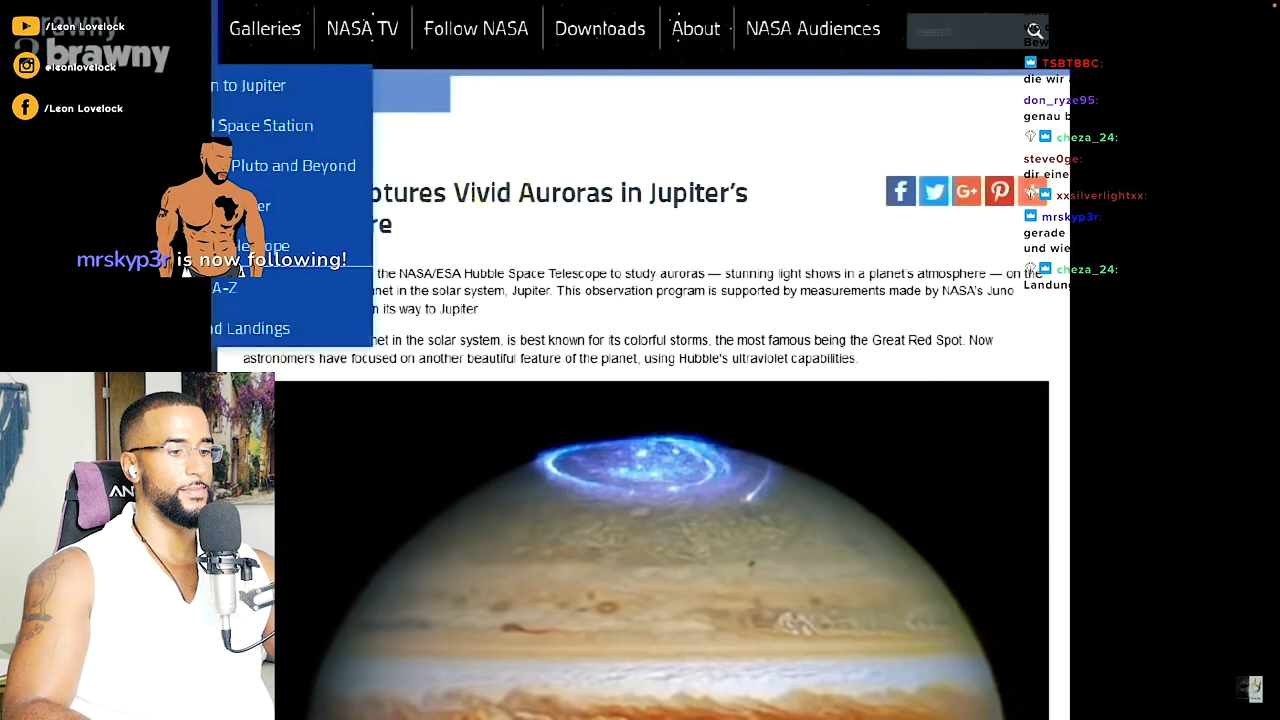 /Leon Lovelock
brawny
@leonlovelock
/Leon Lovelock
Galleries
NASA TV
Follow NASA
Downloads
About
NASA Audiences
n to Jupiter
Space Station
Pluto and Beyond
er
A-Z
d Landings
mrskyp3r is now following!
ptures Vivid Auroras in Jupiter's
re
the NASA/ESA Hubble Space Telescope to study auroras — stunning light shows in a planet's atmosphere — on the
net in the solar system, Jupiter. This observation program is supported by measurements made by NASA's Juno
n its way to Jupiter.
net in the solar system, is best known for its colorful storms, the most famous being the Great Red Spot. Now
astronomers have focused on another beautiful feature of the planet, using Hubble's ultraviolet capabilities.
TSBTBBC:
die wir
don_ryze95:
genau b
cheza_24:
steve0ge:
dir eine
xxsilverlightxx:
mrskyp3r:
gerade
und wie
cheza_24:
Landung
AN